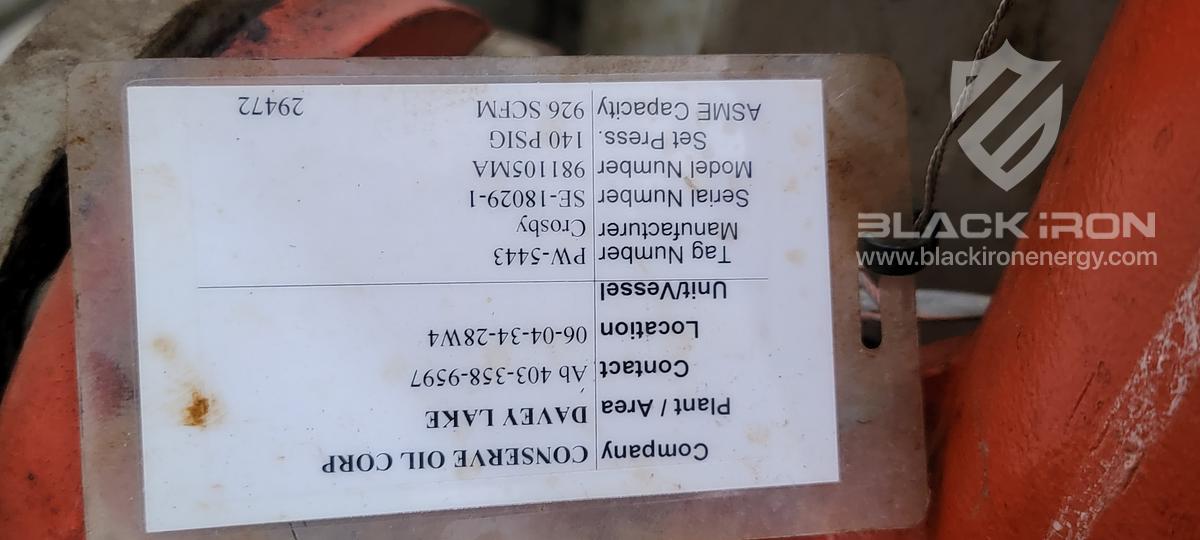 Company CONSERVE OIL CORP
Plant / Area DAVEY LAKE
Contact Ab 403-358-9597
Location 06-04-34-28W4
Unit/Vessel
Tag Number PW-5443
Manufacturer Crosby
Serial Number SE-18029-1
Model Number 981105MA
Set Press. 140 PSIG
ASME Capacity 926 SCFM 29472
BLACK iRON
www.blackironenergy.com